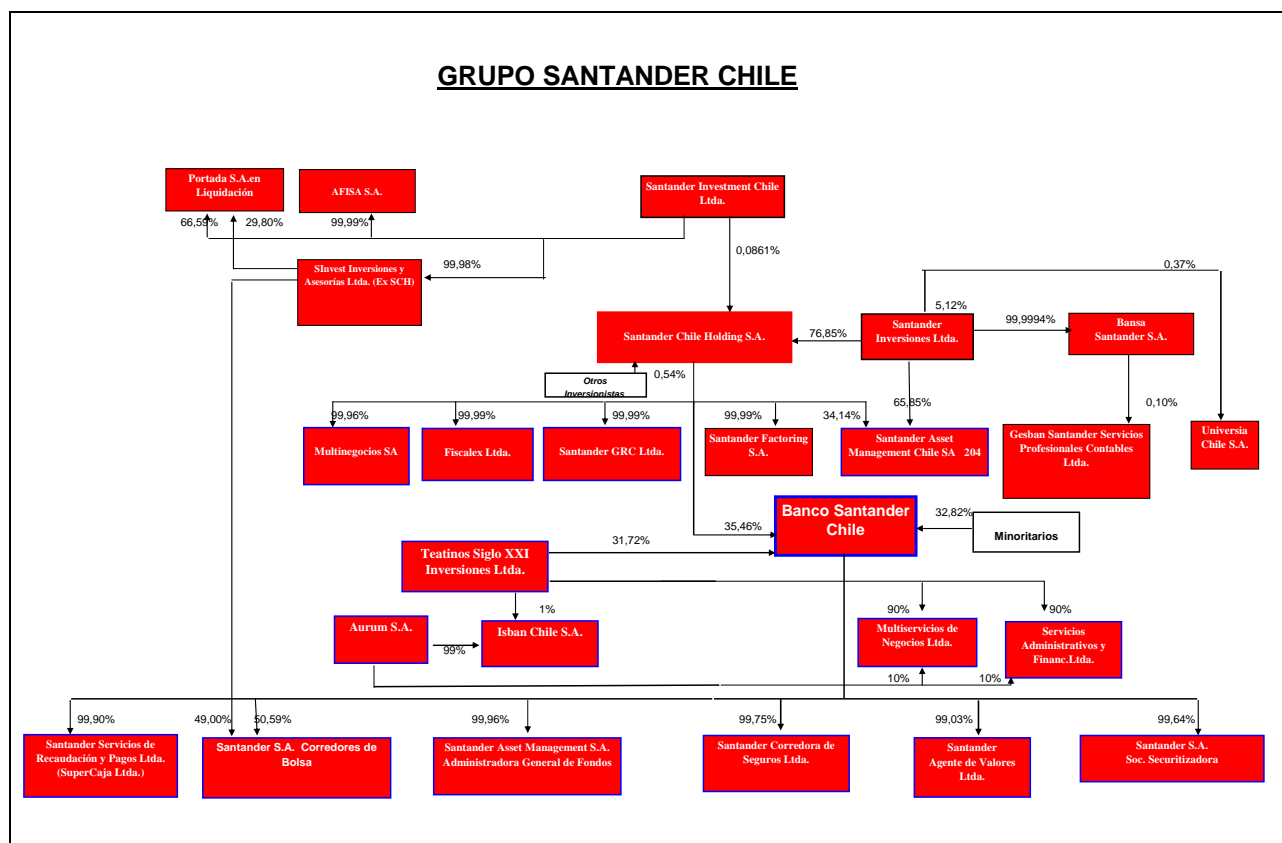 GRUPO SANTANDER CHILE
Portada S.A.en
Liquidación
AFISA S.A.
Santander Investment Chile
Ltda.
66,59%
29,80%
99,99%
0,0861%
SInvest Inversiones y
Asesorías Ltda. (Ex SCH)
99,98%
0,37%
5,12%
Santander Chile Holding S.A.
76,85%
Santander
Inversiones Ltda.
99,9994%
Bansa
Santander S.A.
Otros
Inversionistas
0,54%
99,96%
99,99%
99,99%
99,99%
34,14%
65,85%
0,10%
Multinegocios SA
Fiscalex Ltda.
Santander GRC Ltda.
Santander Factoring
S.A.
Santander Asset
Management Chile SA 204
Gesban Santander Servicios
Profesionales Contables
Ltda.
Universia
Chile S.A.
Banco Santander
Chile
35,46%
32,82%
Minoritarios
31,72%
Teatinos Siglo XXI
Inversiones Ltda.
1%
90%
90%
Aurum S.A.
99%
Isban Chile S.A.
Multiservicios de
Negocios Ltda.
Servicios
Administrativos y
Financ.Ltda.
10%
10%
99,90%
49,00%
50,59%
99,96%
99,75%
99,03%
99,64%
Santander Servicios de
Recaudación y Pagos Ltda.
(SuperCaja Ltda.)
Santander S.A. Corredores de
Bolsa
Santander Asset Management S.A.
Administradora General de Fondos
Santander Corredora de
Seguros Ltda.
Santander
Agente de Valores
Ltda.
Santander S.A.
Soc. Securitizadora